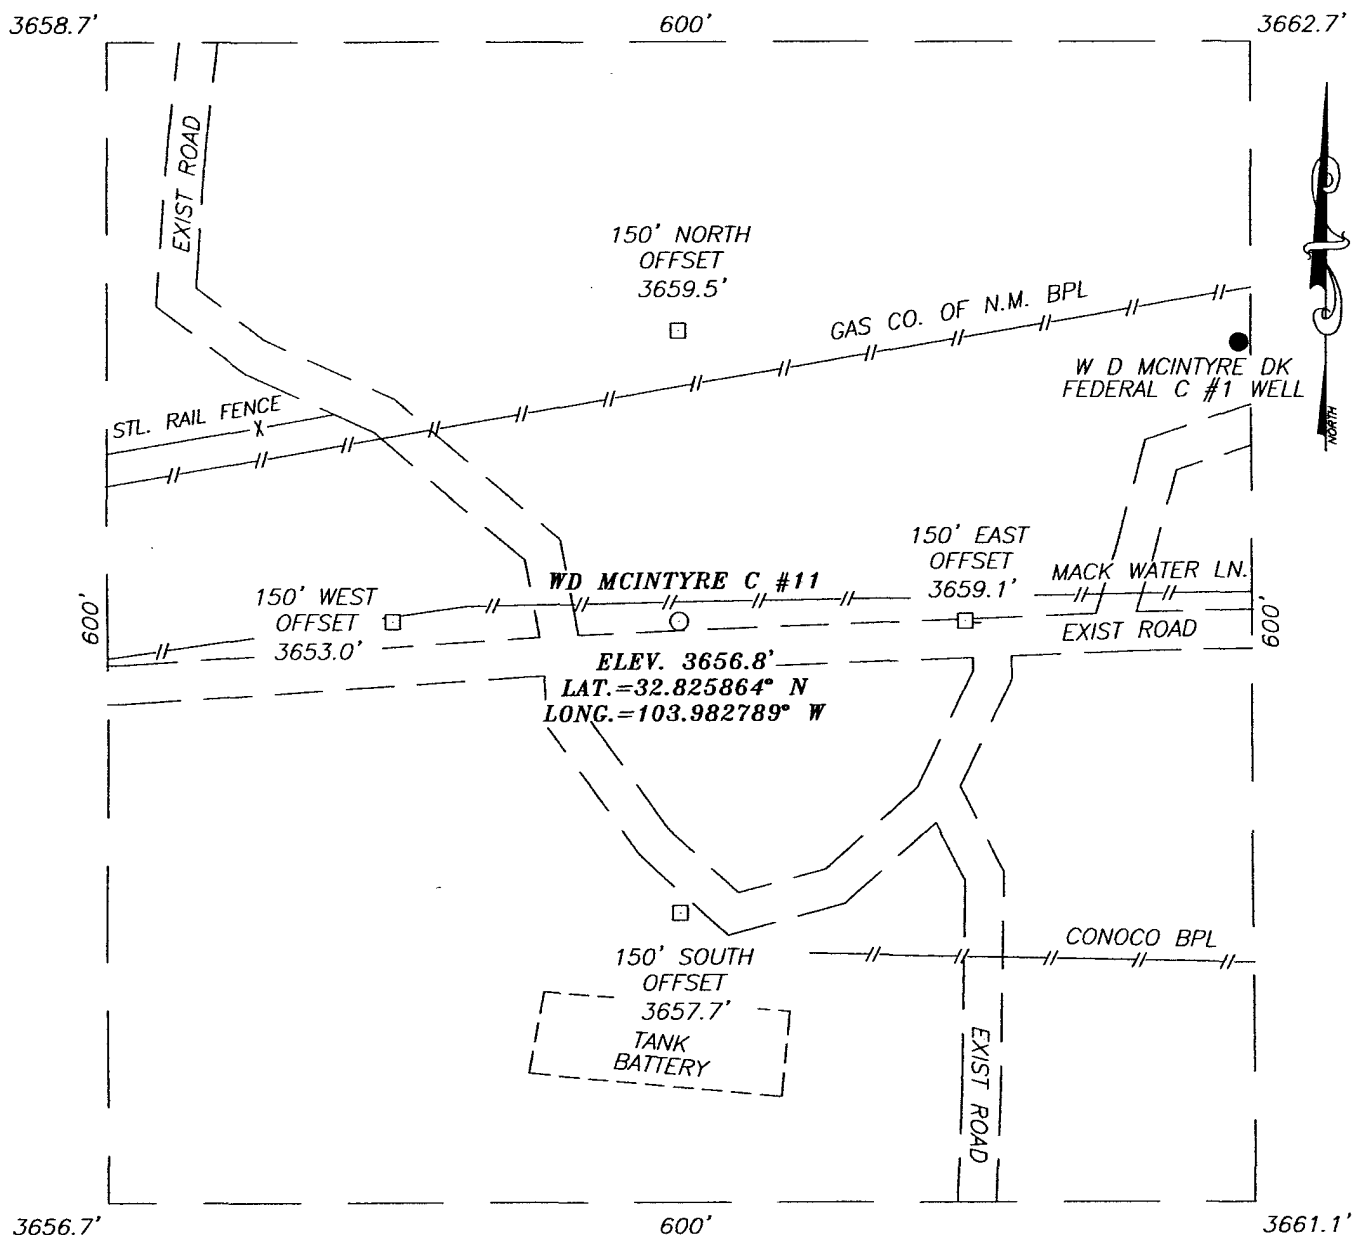 3658.7'
600'
3662.7'
EXIST ROAD
150' NORTH
OFFSET
3659.5'
GAS CO. OF N.M. BPL
W D MCINTYRE DK
FEDERAL C #1 WELL
NORTH
STL. RAIL FENCE
X
150' EAST
OFFSET
3659.1'
WD MCINTYRE C #11
MACK WATER LN.
150' WEST
OFFSET
3653.0'
600'
EXIST ROAD
600'
ELEV. 3656.8'
LAT.=32.825864° N
LONG.=103.982789° W
CONOCO BPL
150' SOUTH
OFFSET
3657.7'
TANK
BATTERY
EXIST ROAD
3656.7'
600'
3661.1'